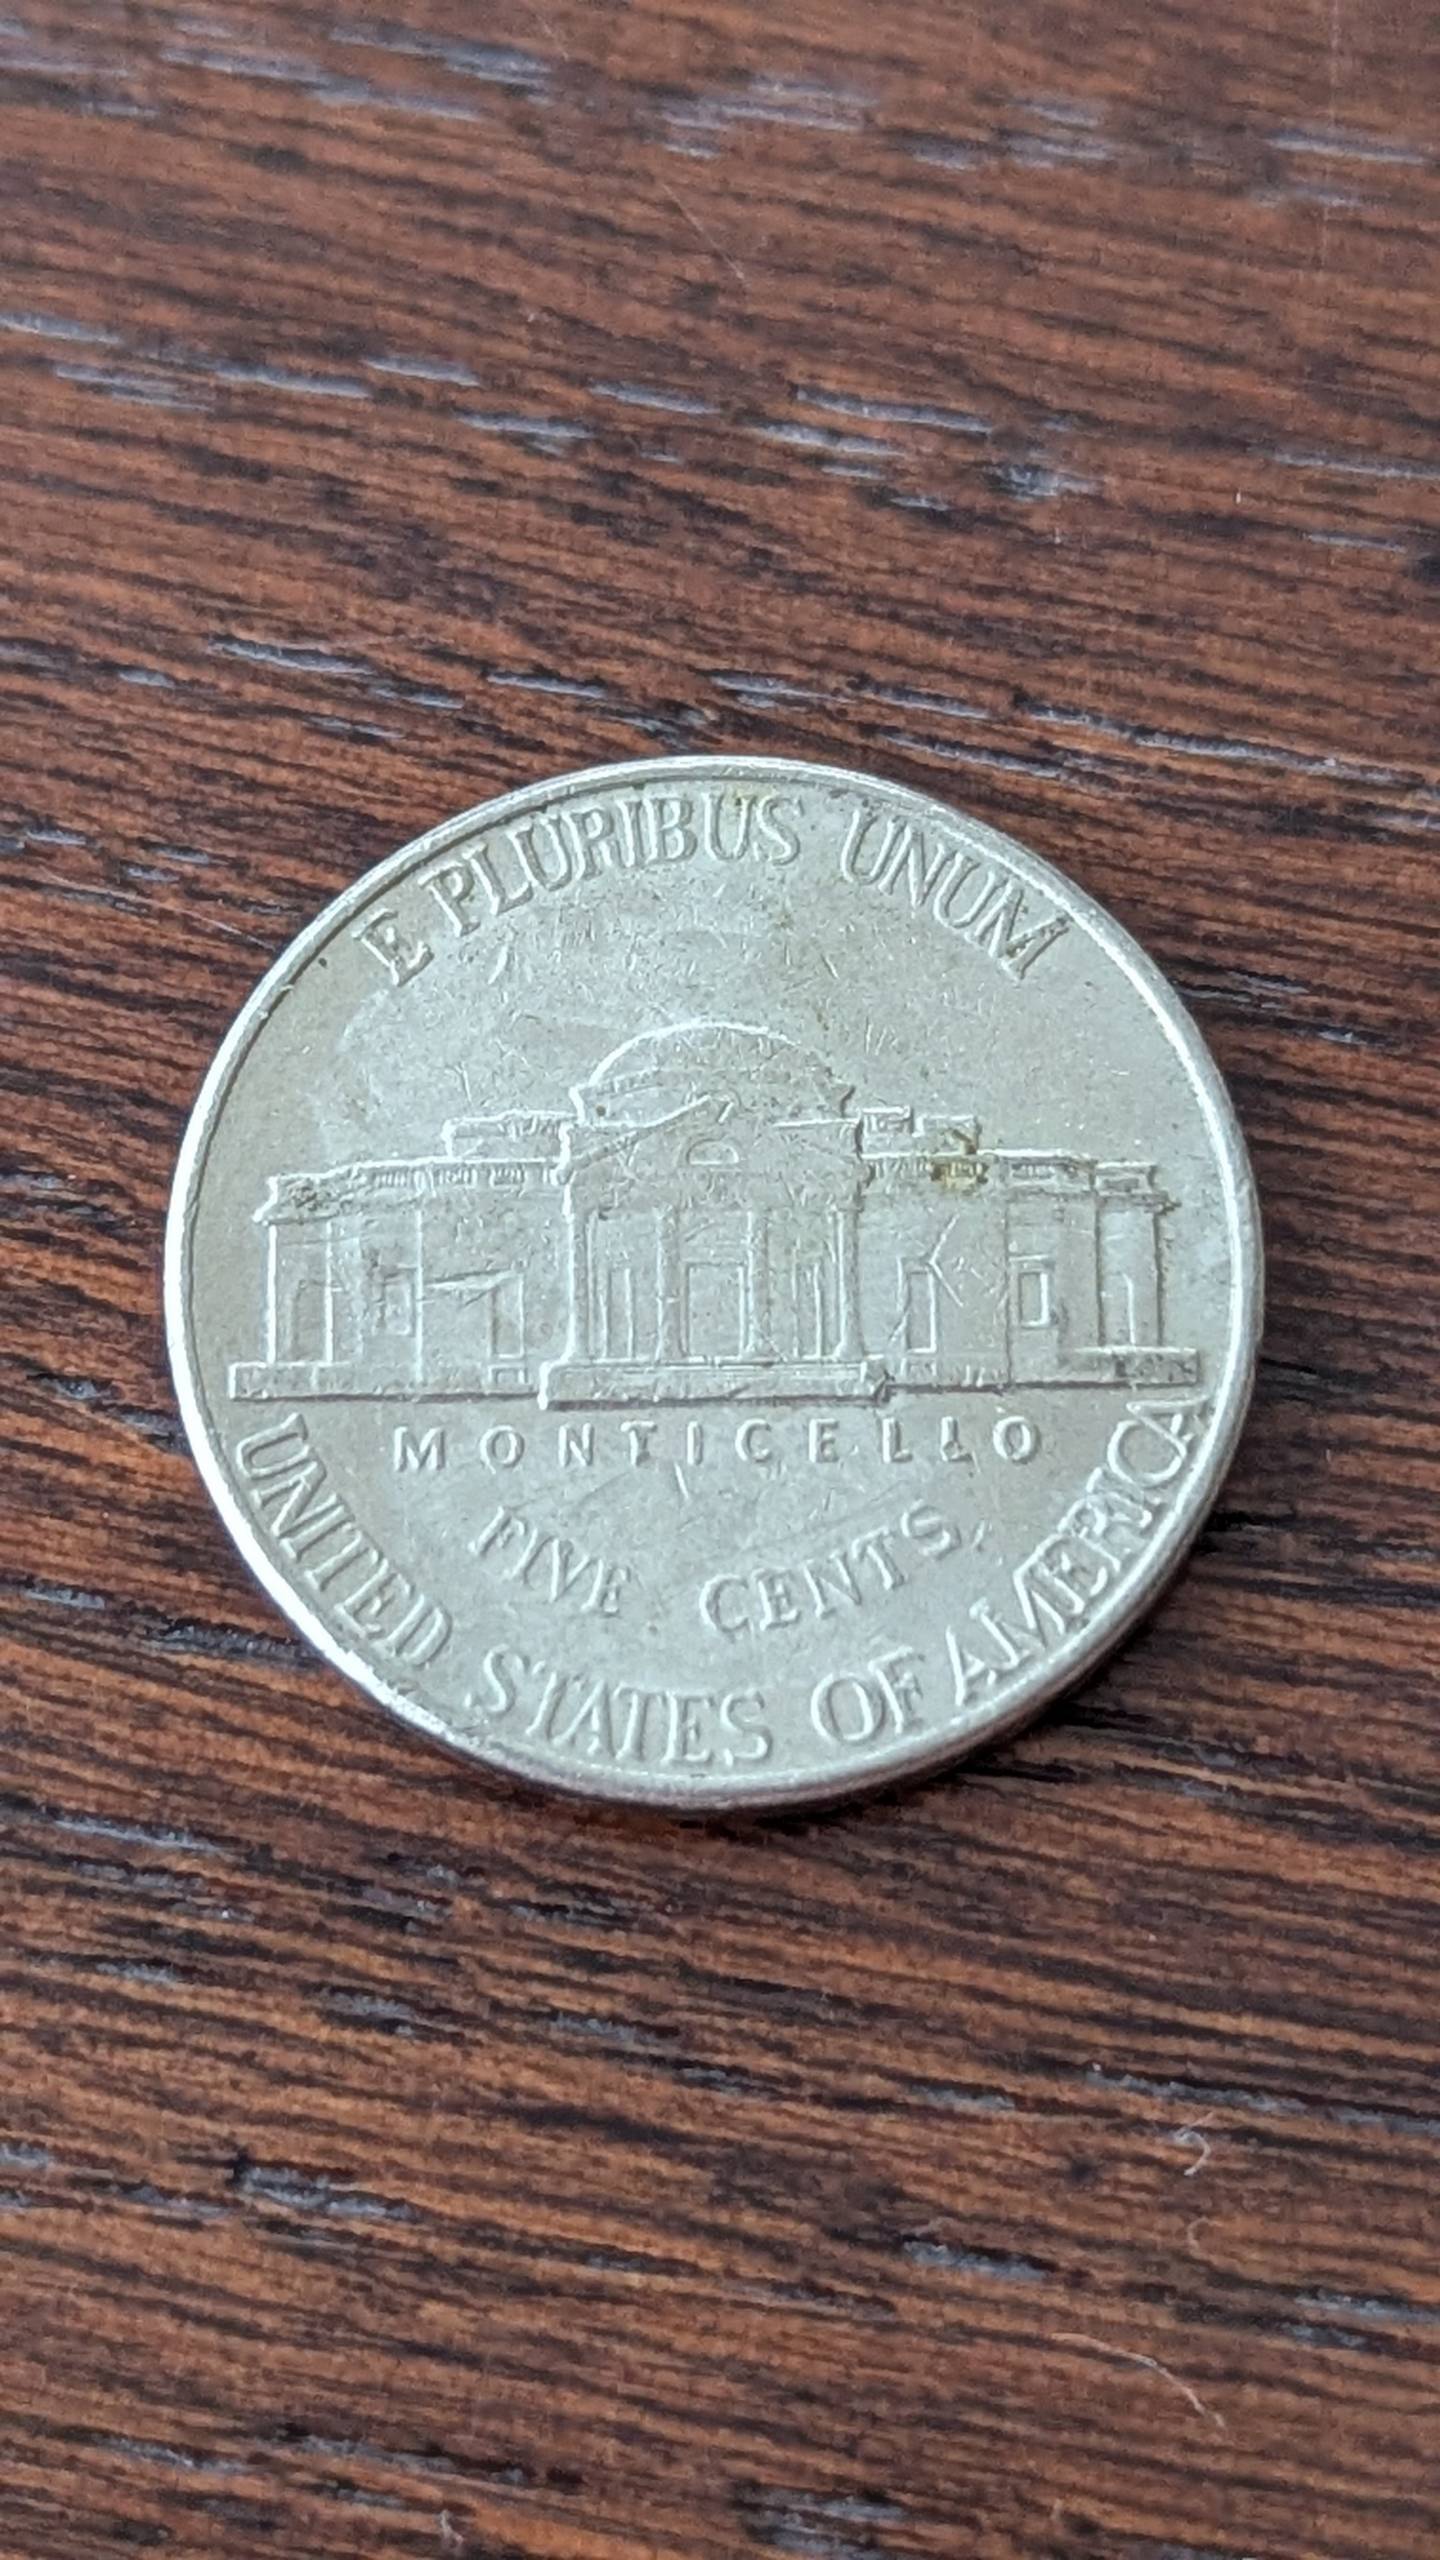 E PLURIBUS UNUM
MONTICELLO
FIVE CENTS
UNITED STATES OF AMERICA